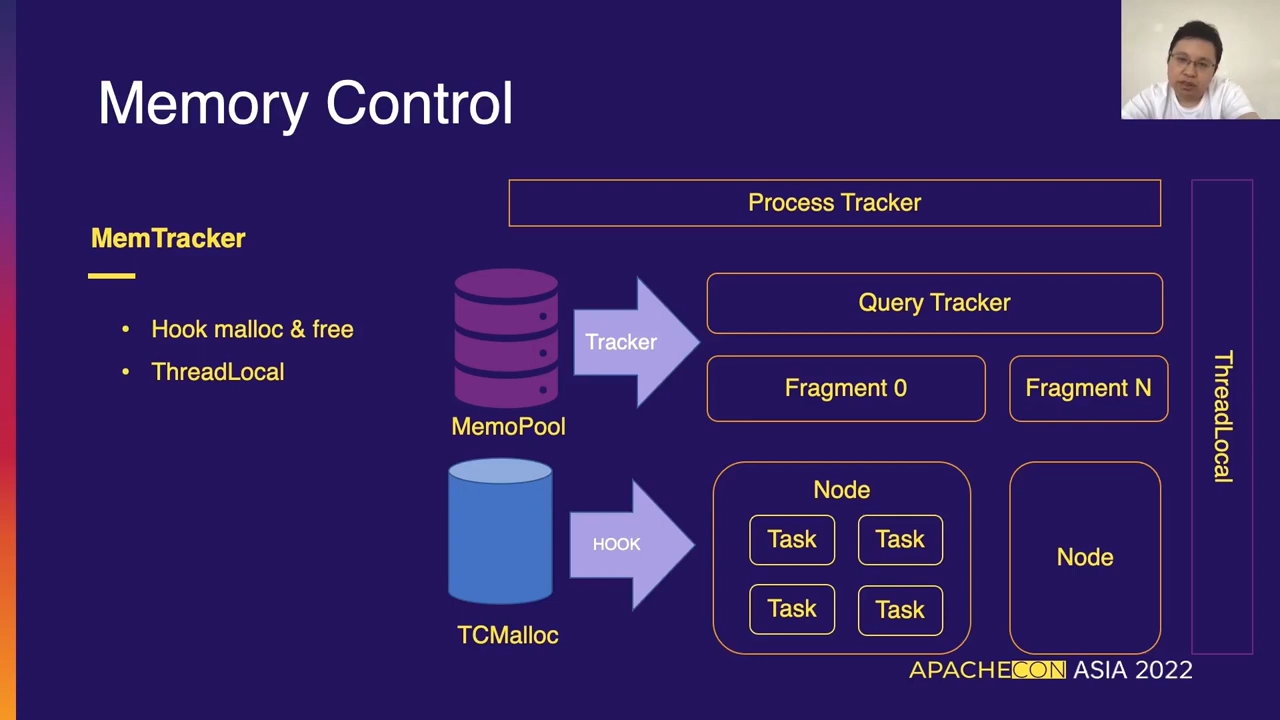 Memory Control
MemTracker
• Hook malloc & free
• ThreadLocal
Process Tracker
MemoPool
Tracker
Query Tracker
Fragment 0
Fragment N
TCMalloc
HOOK
Node
Task
Task
Task
Task
Node
ThreadLocal
APACHECON ASIA 2022